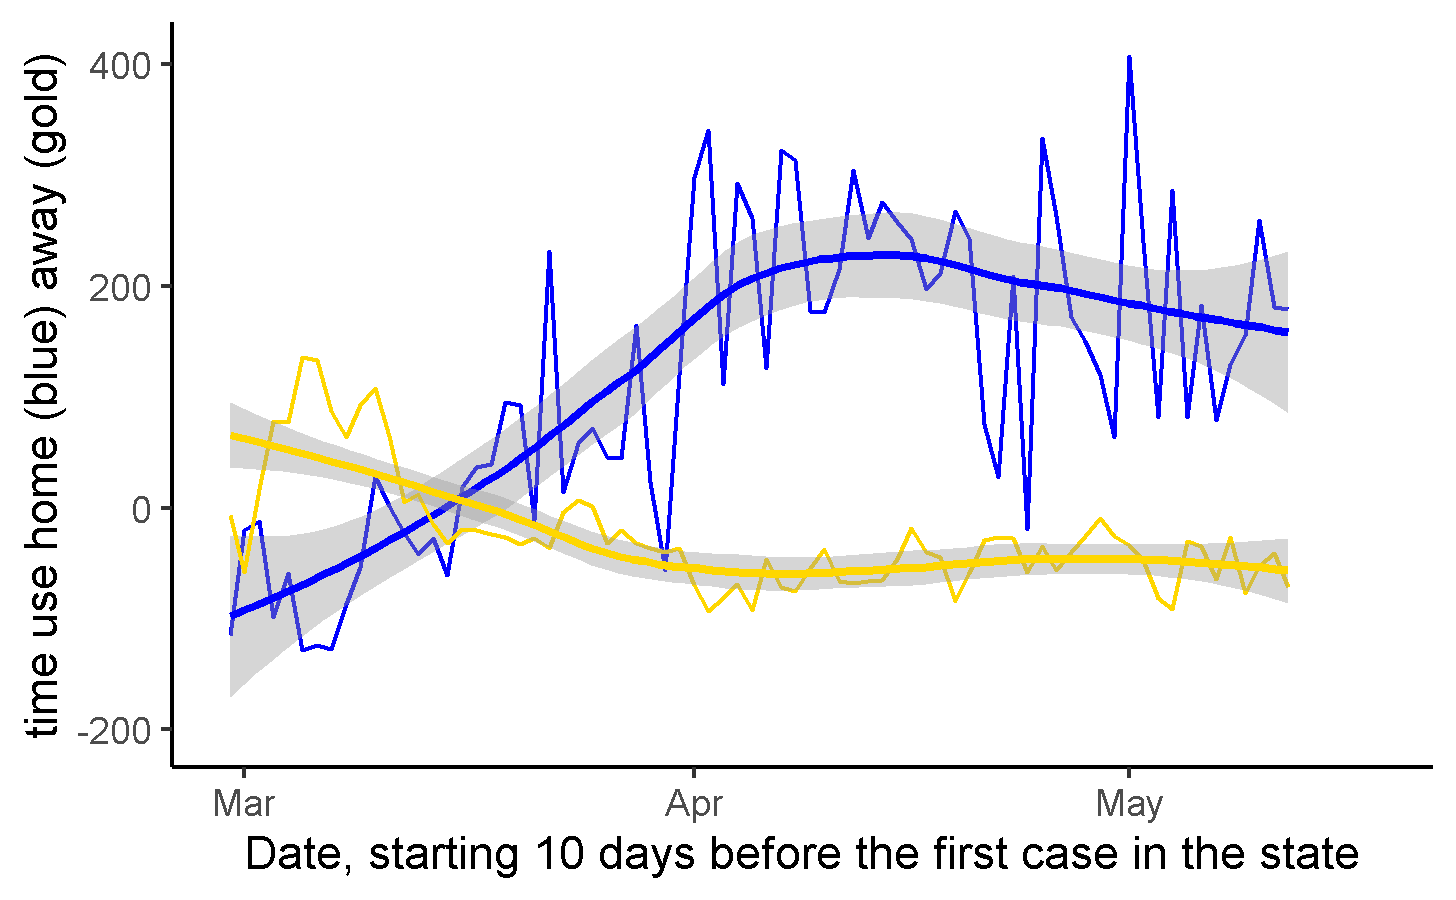 time use home (blue) away (gold)
400
200
0
-200
Mar
Apr
May
Date, starting 10 days before the first case in the state